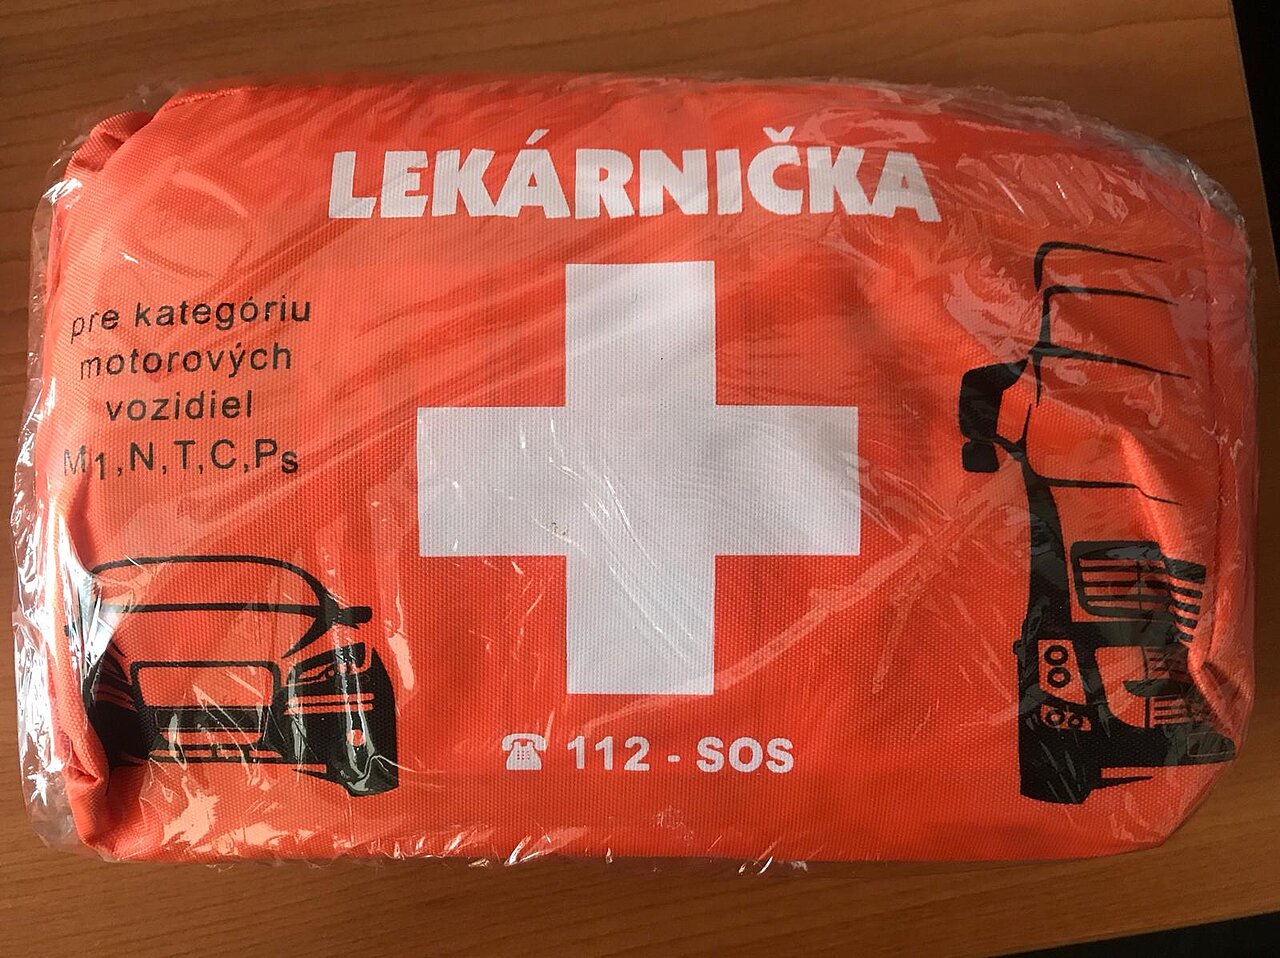 LEKÁRNIČKA
pre kategóriu
motorových
vozidiel
M1,N,T,C,Ps
112 - SOS